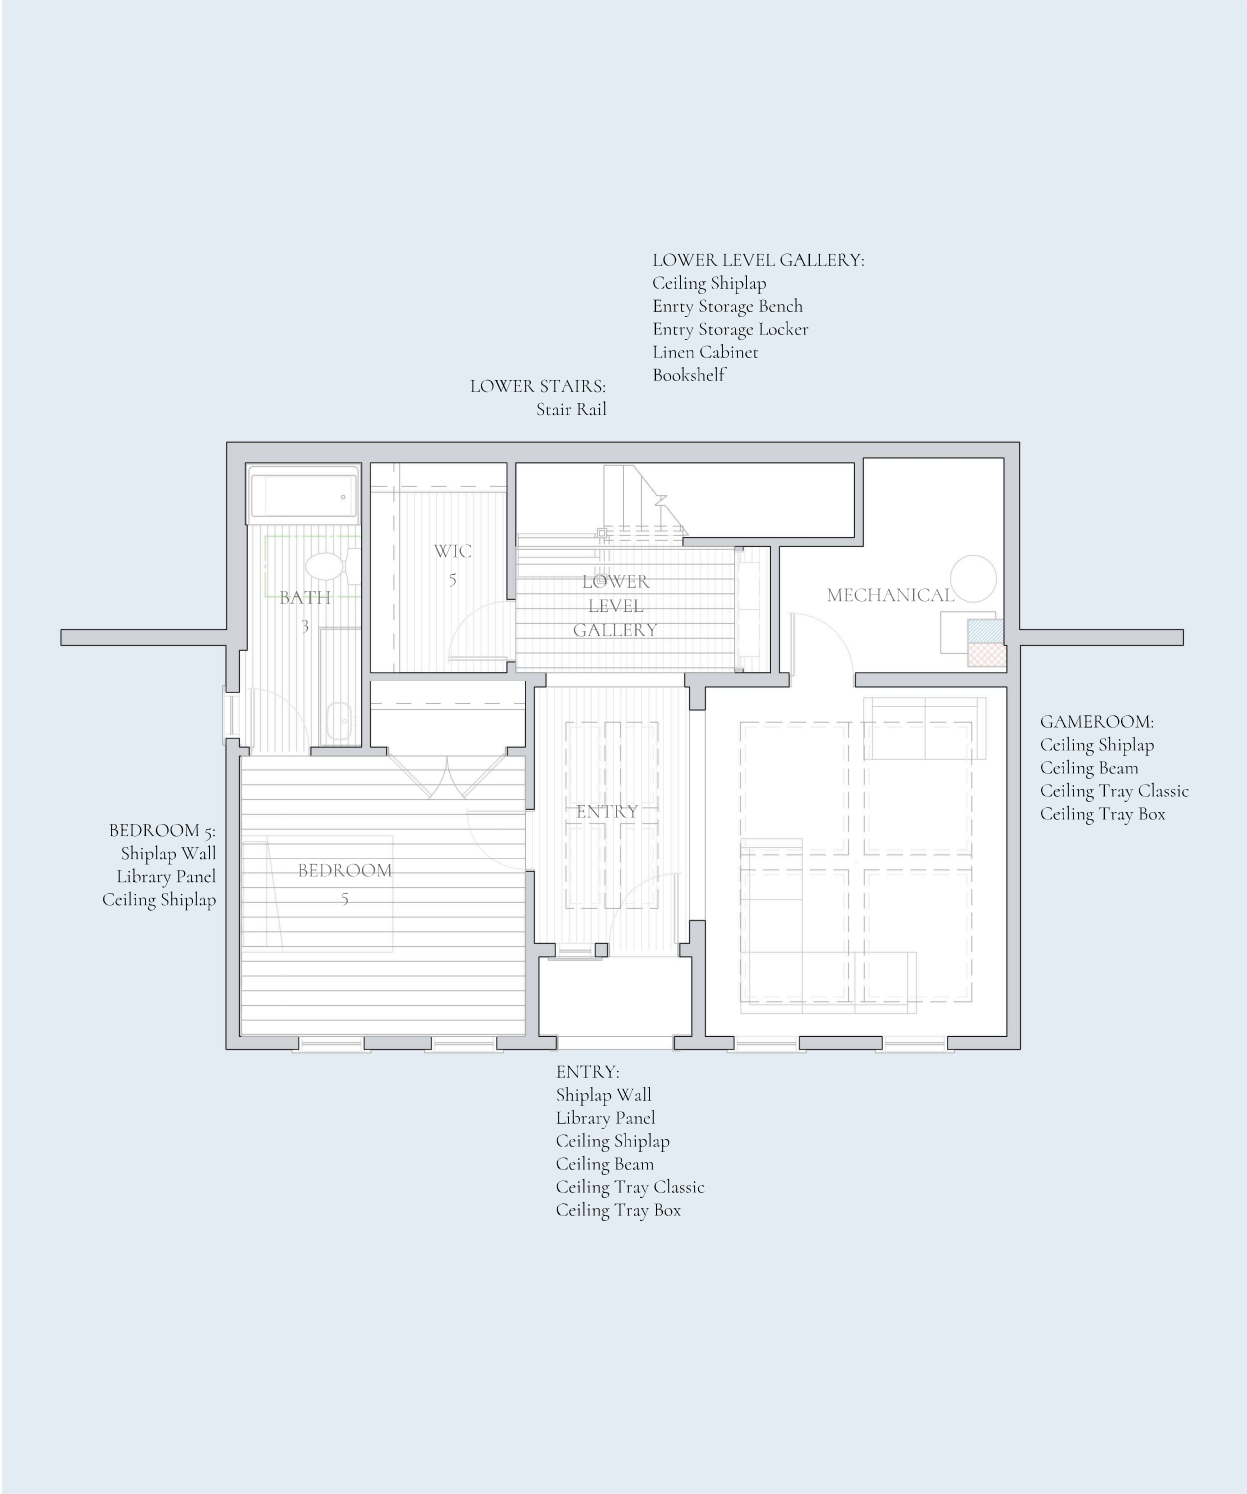 LOWER LEVEL GALLERY:
Ceiling Shiplap
Enrty Storage Bench
Entry Storage Locker
Linen Cabinet
Bookshelf
LOWER STAIRS:
Stair Rail
WIC
5
BATH
3
LOWER
LEVEL
GALLERY
MECHANICAL
GAMEROOM:
Ceiling Shiplap
Ceiling Beam
Ceiling Tray Classic
Ceiling Tray Box
ENTRY
BEDROOM 5:
Shiplap Wall
Library Panel
Ceiling Shiplap
BEDROOM
5
ENTRY:
Shiplap Wall
Library Panel
Ceiling Shiplap
Ceiling Beam
Ceiling Tray Classic
Ceiling Tray Box